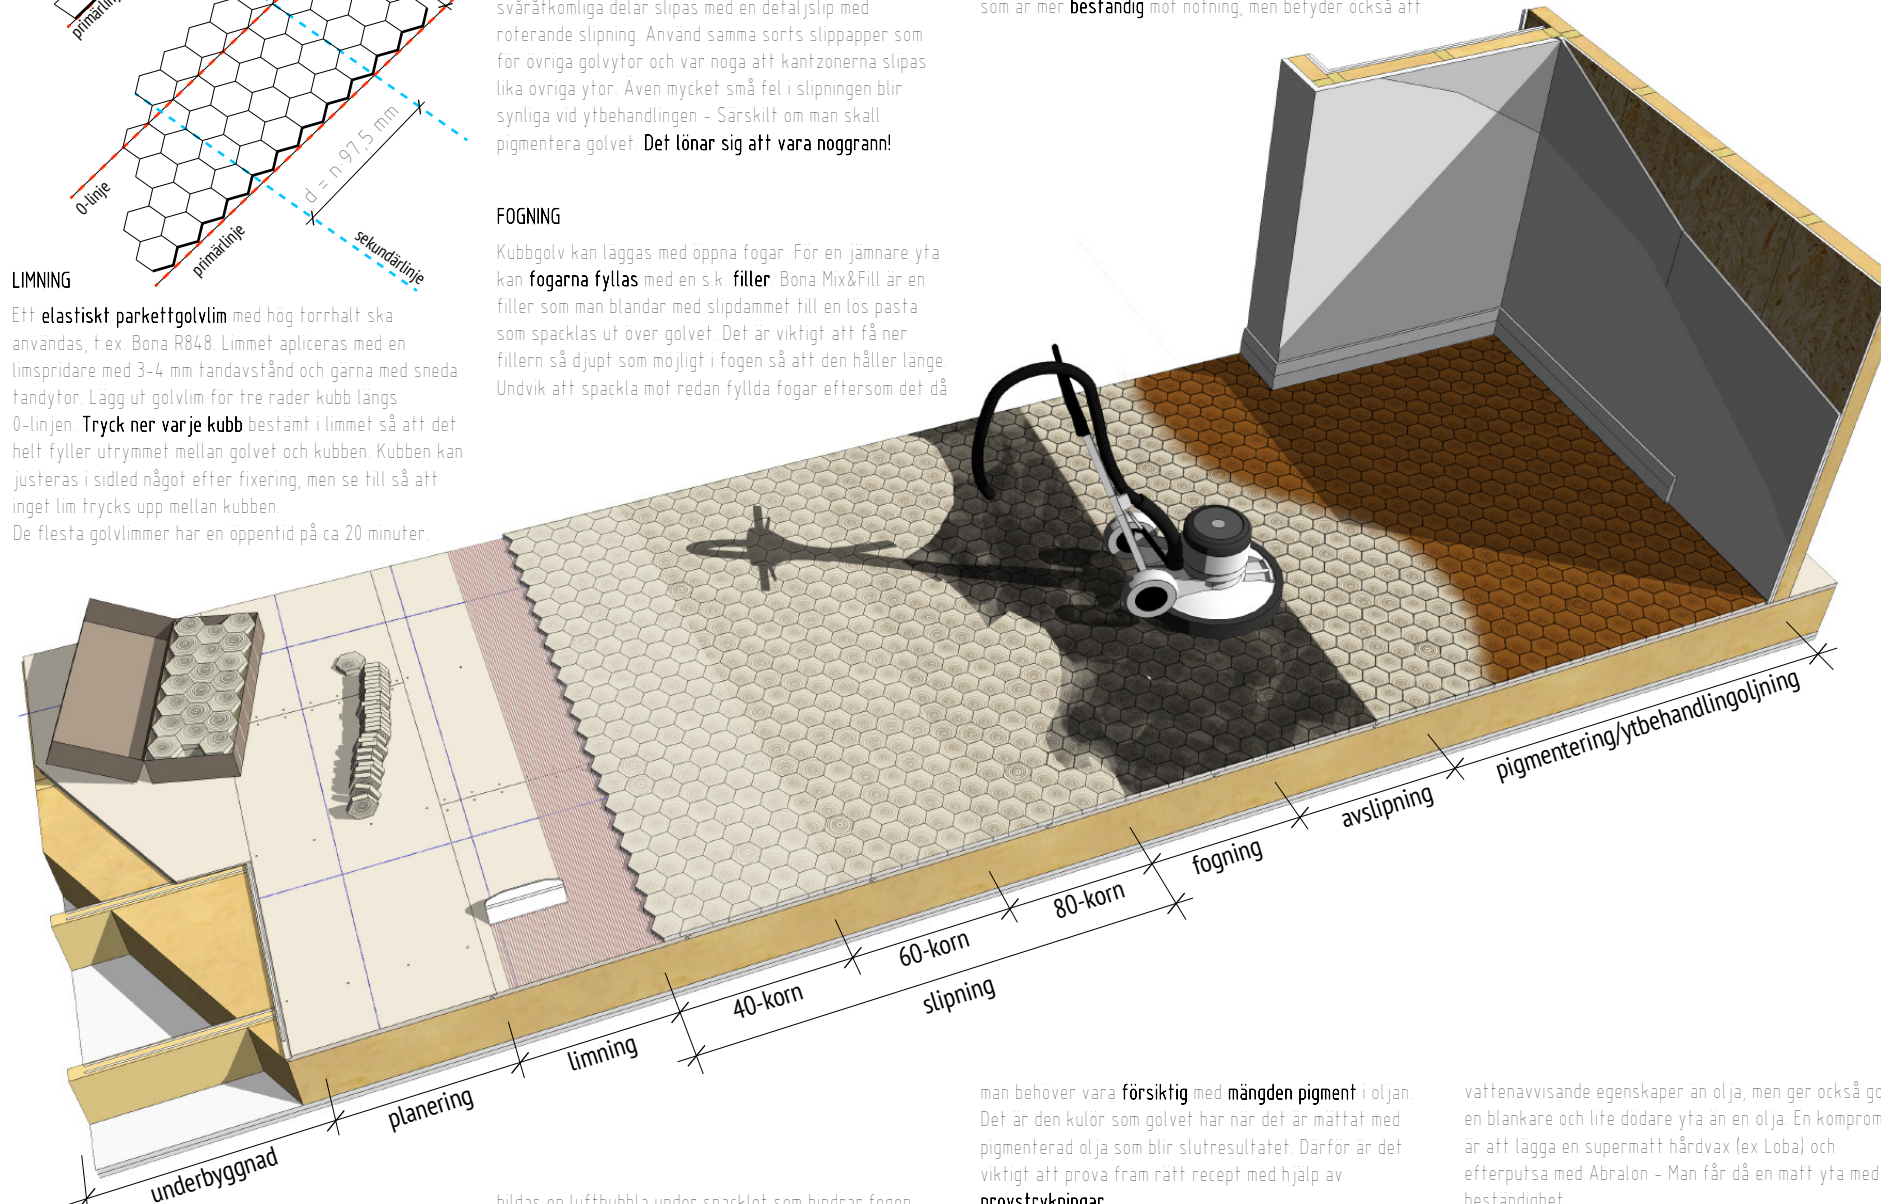 primärlinje
0-linje
primärlinje
d = n·97,5 mm
sekundärlinje
LIMNING
Ett elastiskt parkettgolvlim med hög torrhalt ska
användas, t.ex. Bona R848. Limmet apliceras med en
limspridare med 3-4 mm tandavstånd och gärna med sneda
tandytor. Lägg ut golvlim för tre rader kubb längs
0-linjen. Tryck ner varje kubb bestämt i limmet så att det
helt fyller utrymmet mellan golvet och kubben. Kubben kan
justeras i sidled något efter fixering, men se till så att
inget lim trycks upp mellan kubben.
De flesta golvlimmer har en öppentid på ca 20 minuter.
svåråtkomliga delar slipas med en detaljslip med
roterande slipning. Använd samma sorts slippapper som
för övriga golvytor och var noga att kantzonerna slipas
lika övriga ytor. Även mycket små fel i slipningen blir
synliga vid ytbehandlingen - Särskilt om man skall
pigmentera golvet. Det lönar sig att vara noggrann!
FOGNING
Kubbgolv kan läggas med öppna fogar. För en jämnare yta
kan fogarna fyllas med en s.k. filler. Bona Mix&Fill är en
filler som man blandar med slipdammet till en lös pasta
som spacklas ut över golvet. Det är viktigt att få ner
fillern så djupt som möjligt i fogen så att den håller länge.
Undvik att spackla mot redan fyllda fogar eftersom det då
som är mer beständig mot nötning, men betyder också att
underbyggnad
planering
limning
40-korn
60-korn
80-korn
slipning
fogning
avslipning
pigmentering/ytbehandlingoljning
bildas en luftbubbla under spacklet som hindrar fogen
man behöver vara försiktig med mängden pigment i oljan.
Det är den kulör som golvet har när det är mättat med
pigmenterad olja som blir slutresultatet. Därför är det
viktigt att prova fram rätt recept med hjälp av
provstrykningar
vattenavvisande egenskaper än olja, men ger också go
en blankare och lite dödare yta än en olja. En komprom
är att lägga en supermatt hårdvax (ex Loba) och
efterputsa med Abralon - Man får då en matt yta med
beständighet